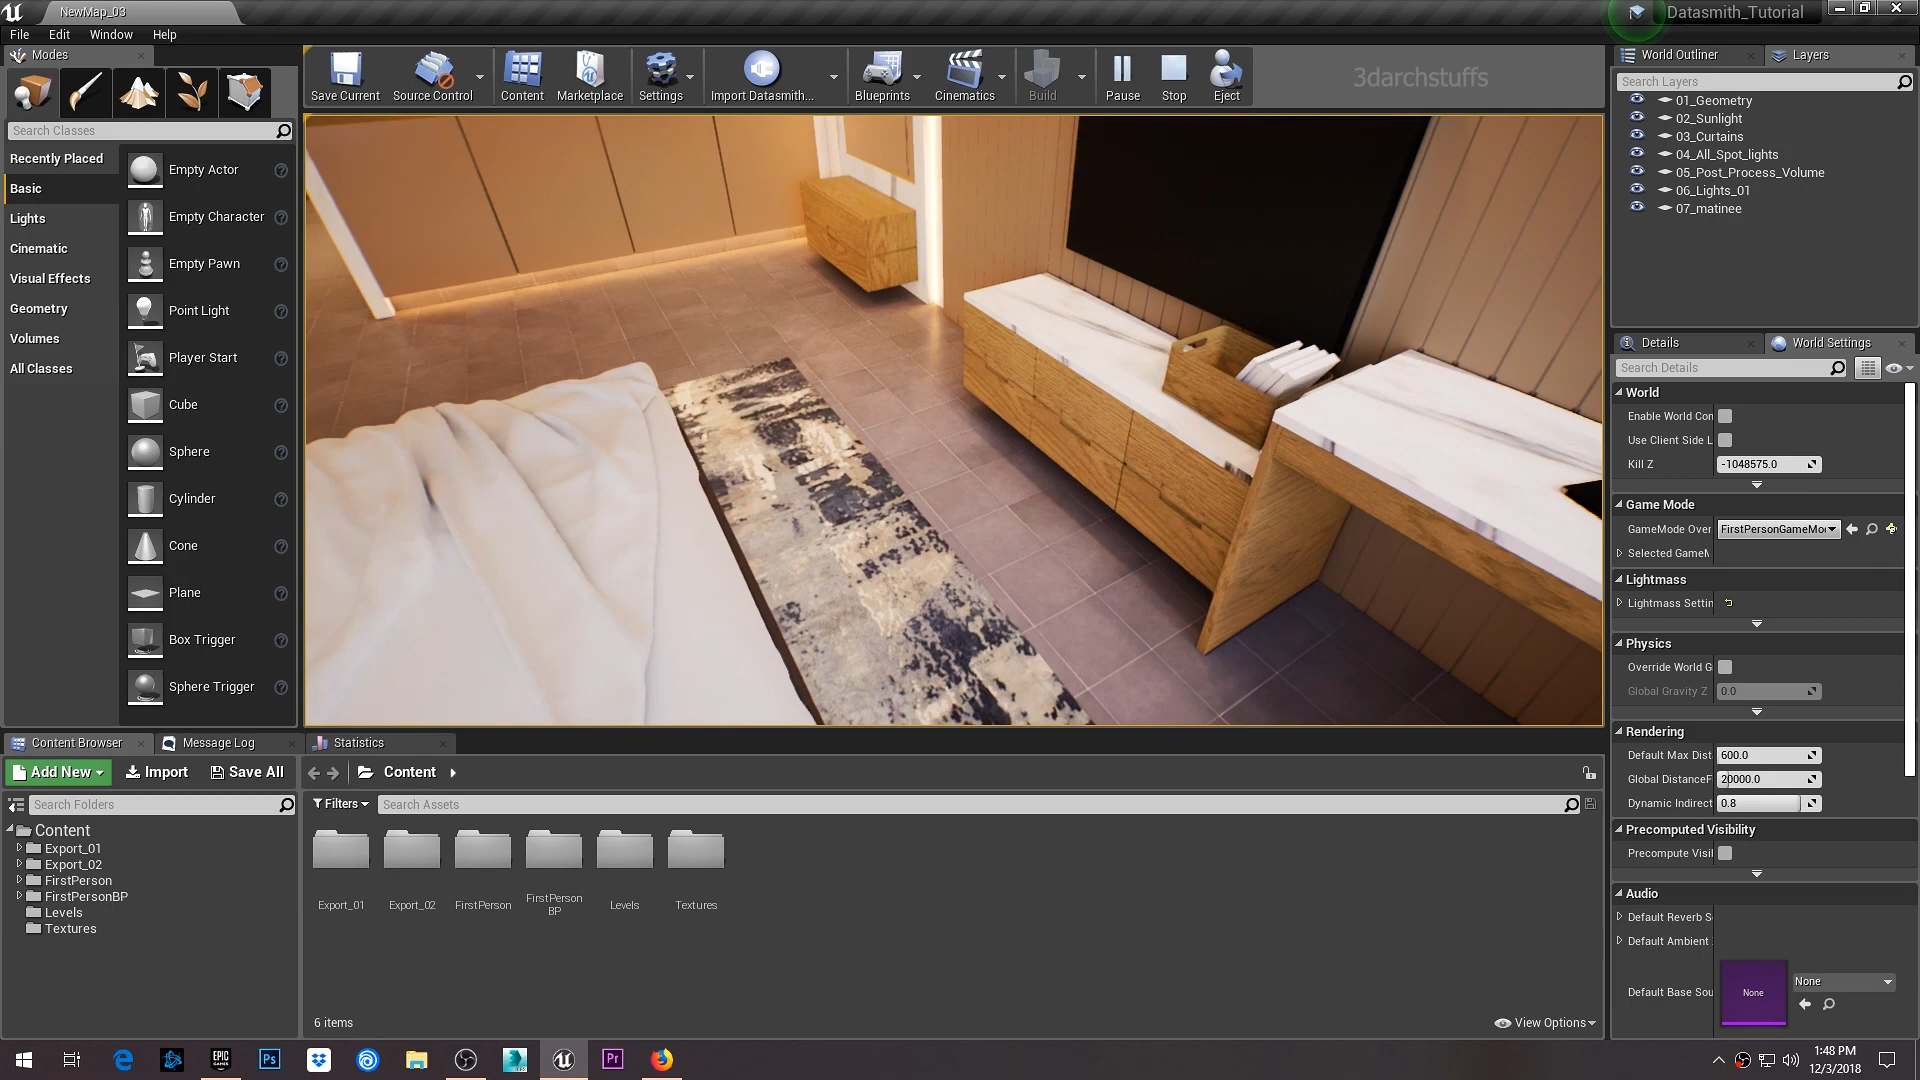 NewMap_03
Datasmith_Tutorial
File Edit Window Help
Modes
Search Classes
Recently Placed
Basic
Lights
Cinematic
Visual Effects
Geometry
Volumes
All Classes
Empty Actor
Empty Character
Empty Pawn
Point Light
Player Start
Cube
Sphere
Cylinder
Cone
Plane
Box Trigger
Sphere Trigger
Save Current Source Control Content Marketplace Settings Import Datasmith... Blueprints Cinematics Build Pause Stop Eject
3darchstuffs
World Outliner Layers
Search Layers
01_Geometry
02_Sunlight
03_Curtains
04_All_Spot_lights
05_Post_Process_Volume
06_Lights_01
07_matinee
Details World Settings
Search Details
World
Enable World Con
Use Client Side L
Kill Z -1048575.0
Game Mode
GameMode Over FirstPersonGameMo
Selected GameM
Lightmass
Lightmass Settin
Physics
Override World G
Global Gravity Z 0.0
Rendering
Default Max Dist 600.0
Global DistanceF 20000.0
Dynamic Indirect 0.8
Precomputed Visibility
Precompute Visil
Audio
Default Reverb S
Default Ambient
Default Base Sou None None
Content Browser Message Log Statistics
Add New Import Save All Content
Search Folders
Filters Search Assets
Content
Export_01
Export_02
FirstPerson
FirstPersonBP
Levels
Textures
Export_01 Export_02 FirstPerson FirstPerson
BP Levels Textures
6 items View Options
EPIC
GAMES
Ps
Pr
1:48 PM
12/3/2018